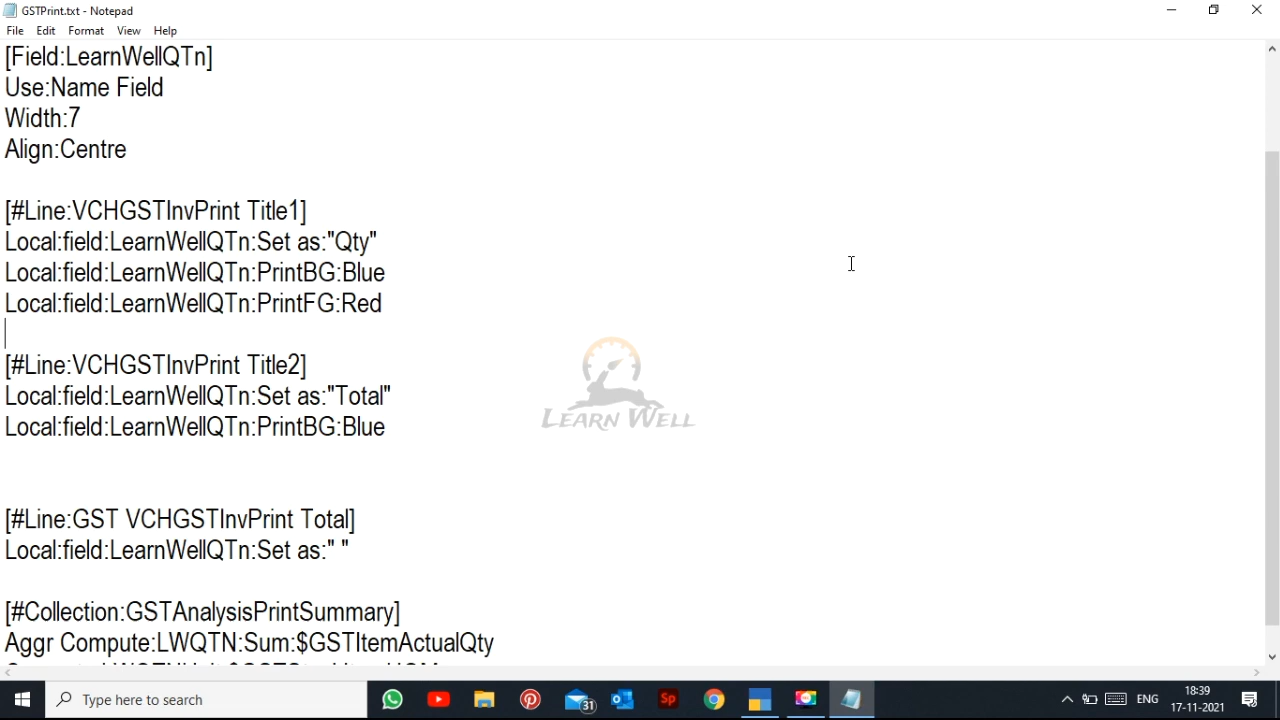 GSTPrint.txt - Notepad
File Edit Format View Help
[Field:LearnWellQTn]
Use:Name Field
Width:7
Align:Centre
[#Line:VCHGSTInvPrint Title1]
Local:field:LearnWellQTn:Set as:"Qty"
Local:field:LearnWellQTn:PrintBG:Blue
Local:field:LearnWellQTn:PrintFG:Red
[#Line:VCHGSTInvPrint Title2]
Local:field:LearnWellQTn:Set as:"Total"
Local:field:LearnWellQTn:PrintBG:Blue
LEARN WELL
[#Line:GST VCHGSTInvPrint Total]
Local:field:LearnWellQTn:Set as:" "
[#Collection:GSTAnalysisPrintSummary]
Aggr Compute:LWQTN:Sum:$GSTItemActualQty
Type here to search
31
Sp
ENG
18:39
17-11-2021